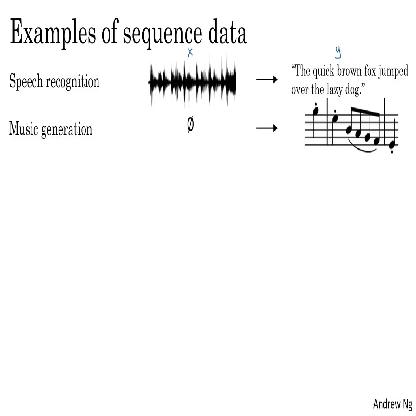 Examples of sequence data
x
y
Speech recognition
"The quick brown fox jumped
over the lazy dog."
Music generation
∅
Andrew Ng